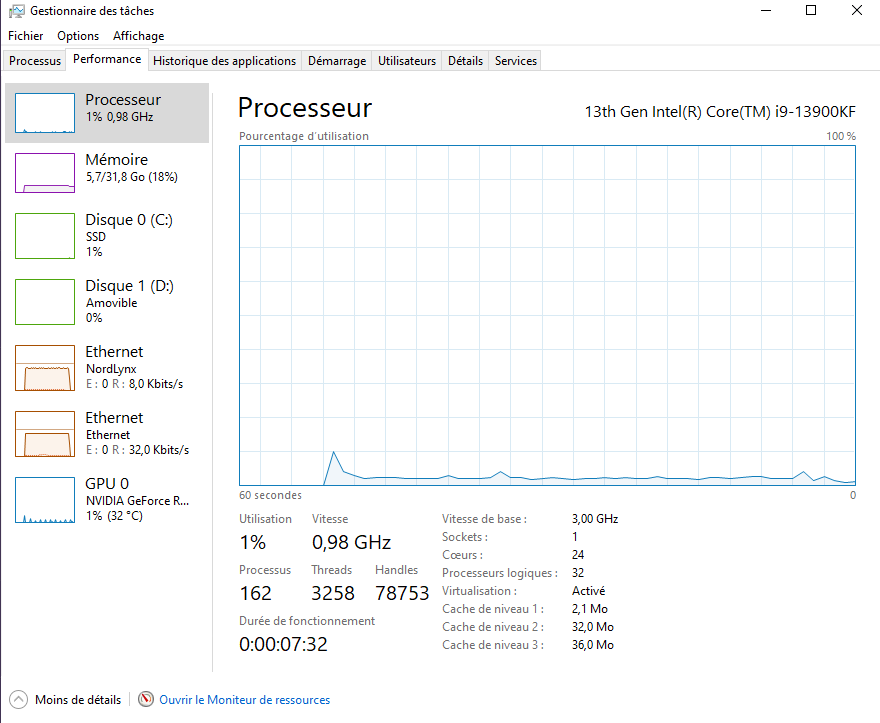 Gestionnaire des tâches
Fichier Options Affichage
Processus Performance Historique des applications Démarrage Utilisateurs Détails Services
Processeur
1% 0,98 GHz
Mémoire
5,7/31,8 Go (18%)
Disque 0 (C:)
SSD
1%
Disque 1 (D:)
Amovible
0%
Ethernet
NordLynx
E : 0 R : 8,0 Kbits/s
Ethernet
Ethernet
E : 0 R : 32,0 Kbits/s
GPU 0
NVIDIA GeForce R...
1% (32 °C)
Processeur 13th Gen Intel(R) Core(TM) i9-13900KF
Pourcentage d'utilisation 100 %
60 secondes 0
Utilisation Vitesse
1% 0,98 GHz
Processus Threads Handles
162 3258 78753
Durée de fonctionnement
0:00:07:32
Vitesse de base : 3,00 GHz
Sockets : 1
Cœurs : 24
Processeurs logiques : 32
Virtualisation : Activé
Cache de niveau 1 : 2,1 Mo
Cache de niveau 2 : 32,0 Mo
Cache de niveau 3 : 36,0 Mo
Moins de détails Ouvrir le Moniteur de ressources